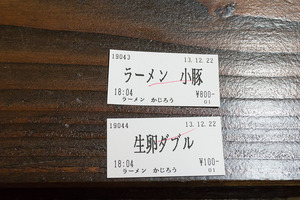 19043 13.12.22
ラーメン 小豚
18:04 ¥800-
ラーメン かじろう 01
19044 13.12.22
生卵ダブル
18:04 ¥100-
ラーメン かじろう 01